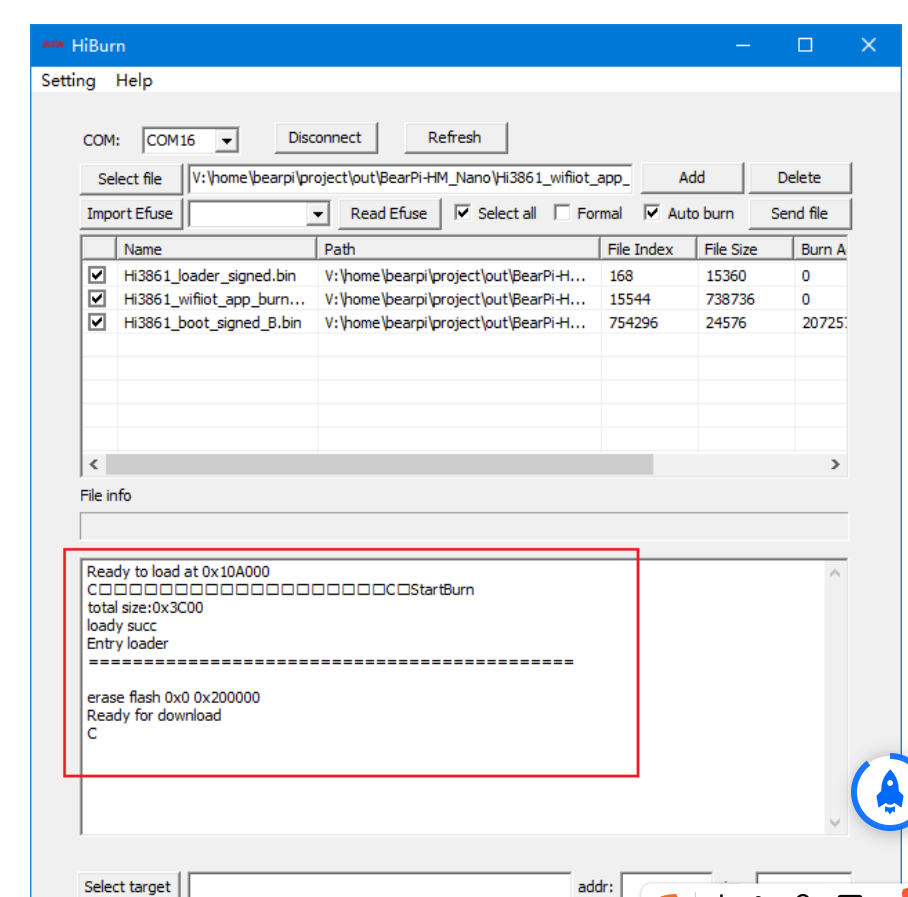 HiBurn
Setting Help
COM: COM16 Disconnect Refresh
Select file V:\home\bearpi\project\out\BearPi-HM_Nano\Hi3861_wifiiot_app_ Add Delete
Import Efuse Read Efuse Select all Formal Auto burn Send file
Name Path File Index File Size Burn A
Hi3861_loader_signed.bin V:\home\bearpi\project\out\BearPi-H... 168 15360 0
Hi3861_wifiiot_app_burn... V:\home\bearpi\project\out\BearPi-H... 15544 738736 0
Hi3861_boot_signed_B.bin V:\home\bearpi\project\out\BearPi-H... 754296 24576 20725
File info
Ready to load at 0x10A000
C□□□□□□□□□□□□□□□□□□□C□StartBurn
total size:0x3C00
loady succ
Entry loader
============================================
erase flash 0x0 0x200000
Ready for download
C
Select target addr: